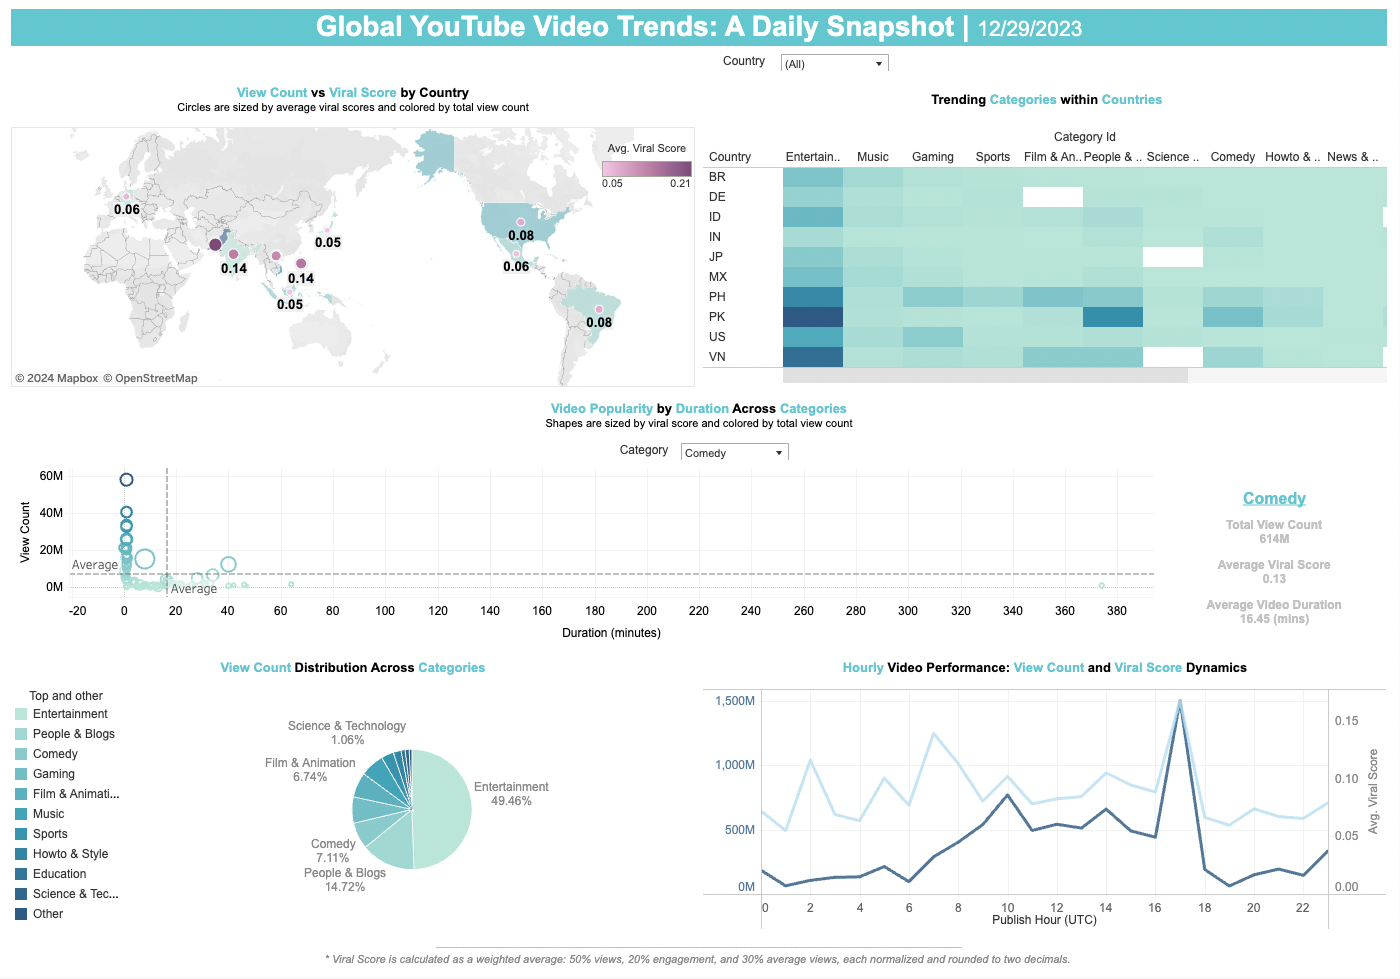 Global YouTube Video Trends: A Daily Snapshot | 12/29/2023
Country
(All)
View Count vs Viral Score by Country
Circles are sized by average viral scores and colored by total view count
Avg. Viral Score
0.05 0.21
0.06
0.05
0.14
0.14
0.05
0.08
0.06
0.08
© 2024 Mapbox © OpenStreetMap
Trending Categories within Countries
Category Id
Country Entertain.. Music Gaming Sports Film & An.. People & .. Science .. Comedy Howto & .. News & ..
BR
DE
ID
IN
JP
MX
PH
PK
US
VN
Video Popularity by Duration Across Categories
Shapes are sized by viral score and colored by total view count
Category
Comedy
View Count
60M
40M
20M
0M
Average
Average
-20 0 20 40 60 80 100 120 140 160 180 200 220 240 260 280 300 320 340 360 380
Duration (minutes)
Comedy
Total View Count
614M
Average Viral Score
0.13
Average Video Duration
16.45 (mins)
View Count Distribution Across Categories
Top and other
Entertainment
People & Blogs
Comedy
Gaming
Film & Animati...
Music
Sports
Howto & Style
Education
Science & Tec...
Other
Science & Technology
1.06%
Film & Animation
6.74%
Entertainment
49.46%
Comedy
7.11%
People & Blogs
14.72%
Hourly Video Performance: View Count and Viral Score Dynamics
1,500M
1,000M
500M
0M
0.15
0.10
0.05
0.00
Avg. Viral Score
0 2 4 6 8 10 12 14 16 18 20 22
Publish Hour (UTC)
* Viral Score is calculated as a weighted average: 50% views, 20% engagement, and 30% average views, each normalized and rounded to two decimals.